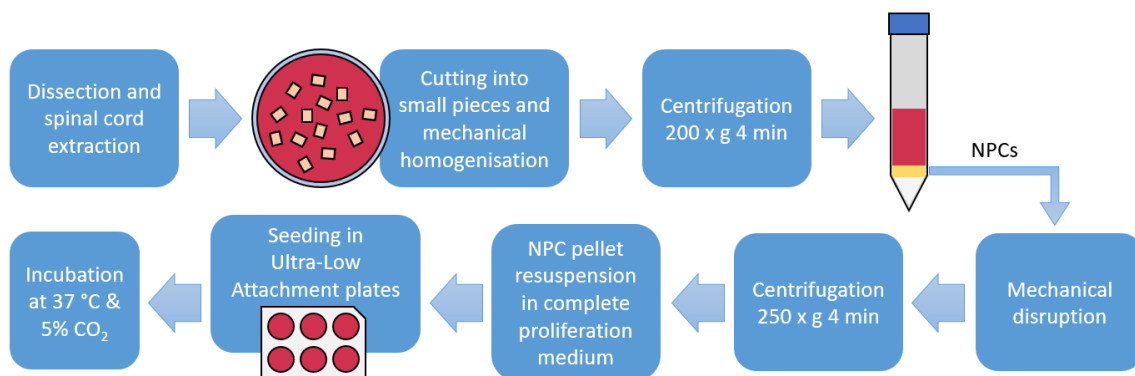 Dissection and
spinal cord
extraction
Cutting into
small pieces and
mechanical
homogenisation
Centrifugation
200 x g 4 min
NPCs
Mechanical
disruption
Centrifugation
250 x g 4 min
NPC pellet
resuspension
in complete
proliferation
medium
Seeding in
Ultra-Low
Attachment plates
Incubation
at 37 °C &
5% CO₂